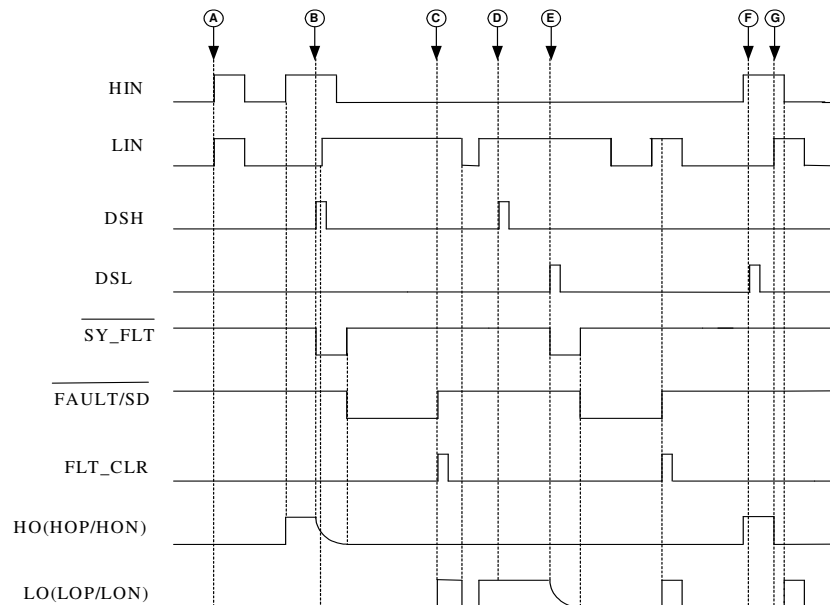 A B C D E F G
HIN
LIN
DSH
DSL
SY_FLT
FAULT/SD
FLT_CLR
HO(HOP/HON)
LO(LOP/LON)